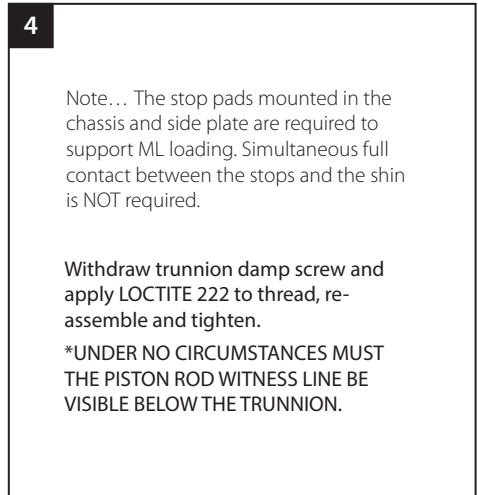 4
Note… The stop pads mounted in the
chassis and side plate are required to
support ML loading. Simultaneous full
contact between the stops and the shin
is NOT required.
Withdraw trunnion damp screw and
apply LOCTITE 222 to thread, re-
assemble and tighten.
*UNDER NO CIRCUMSTANCES MUST
THE PISTON ROD WITNESS LINE BE
VISIBLE BELOW THE TRUNNION.